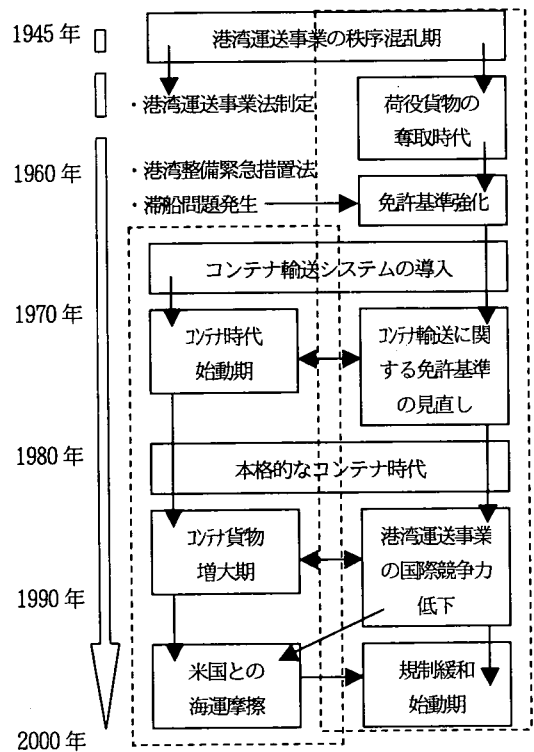 1945年
港湾運送事業の秩序混乱期
・港湾運送事業法制定
荷役貨物の
奪取時代
1960年
・港湾整備緊急措置法
・滞船問題発生
免許基準強化
コンテナ輸送システムの導入
1970年
コンテナ時代
始動期
コンテナ輸送に関
する免許基準
の見直し
1980年
本格的なコンテナ時代
コンテナ貨物
増大期
港湾運送事業
の国際競争力
低下
1990年
米国との
海運摩擦
規制緩和
始動期
2000年